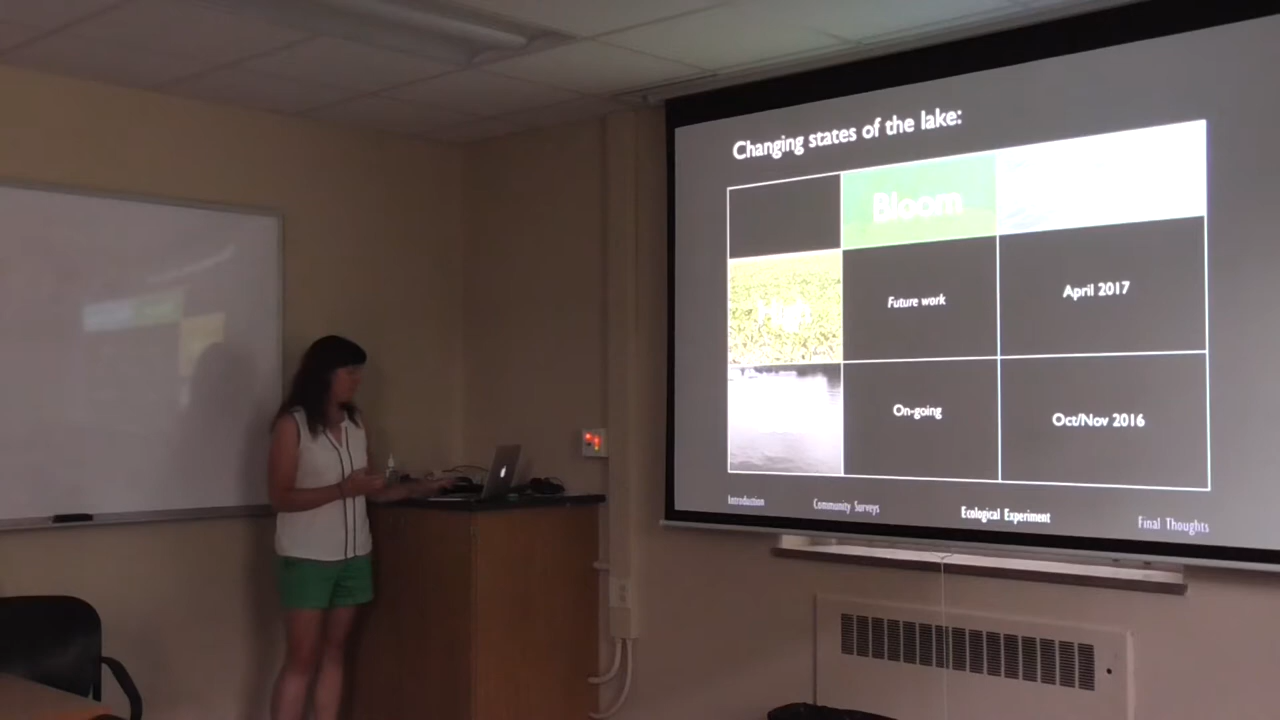 Changing states of the lake:
Bloom
Future work
April 2017
On-going
Oct/Nov 2016
Introduction
Community Surveys
Ecological Experiment
Final Thoughts